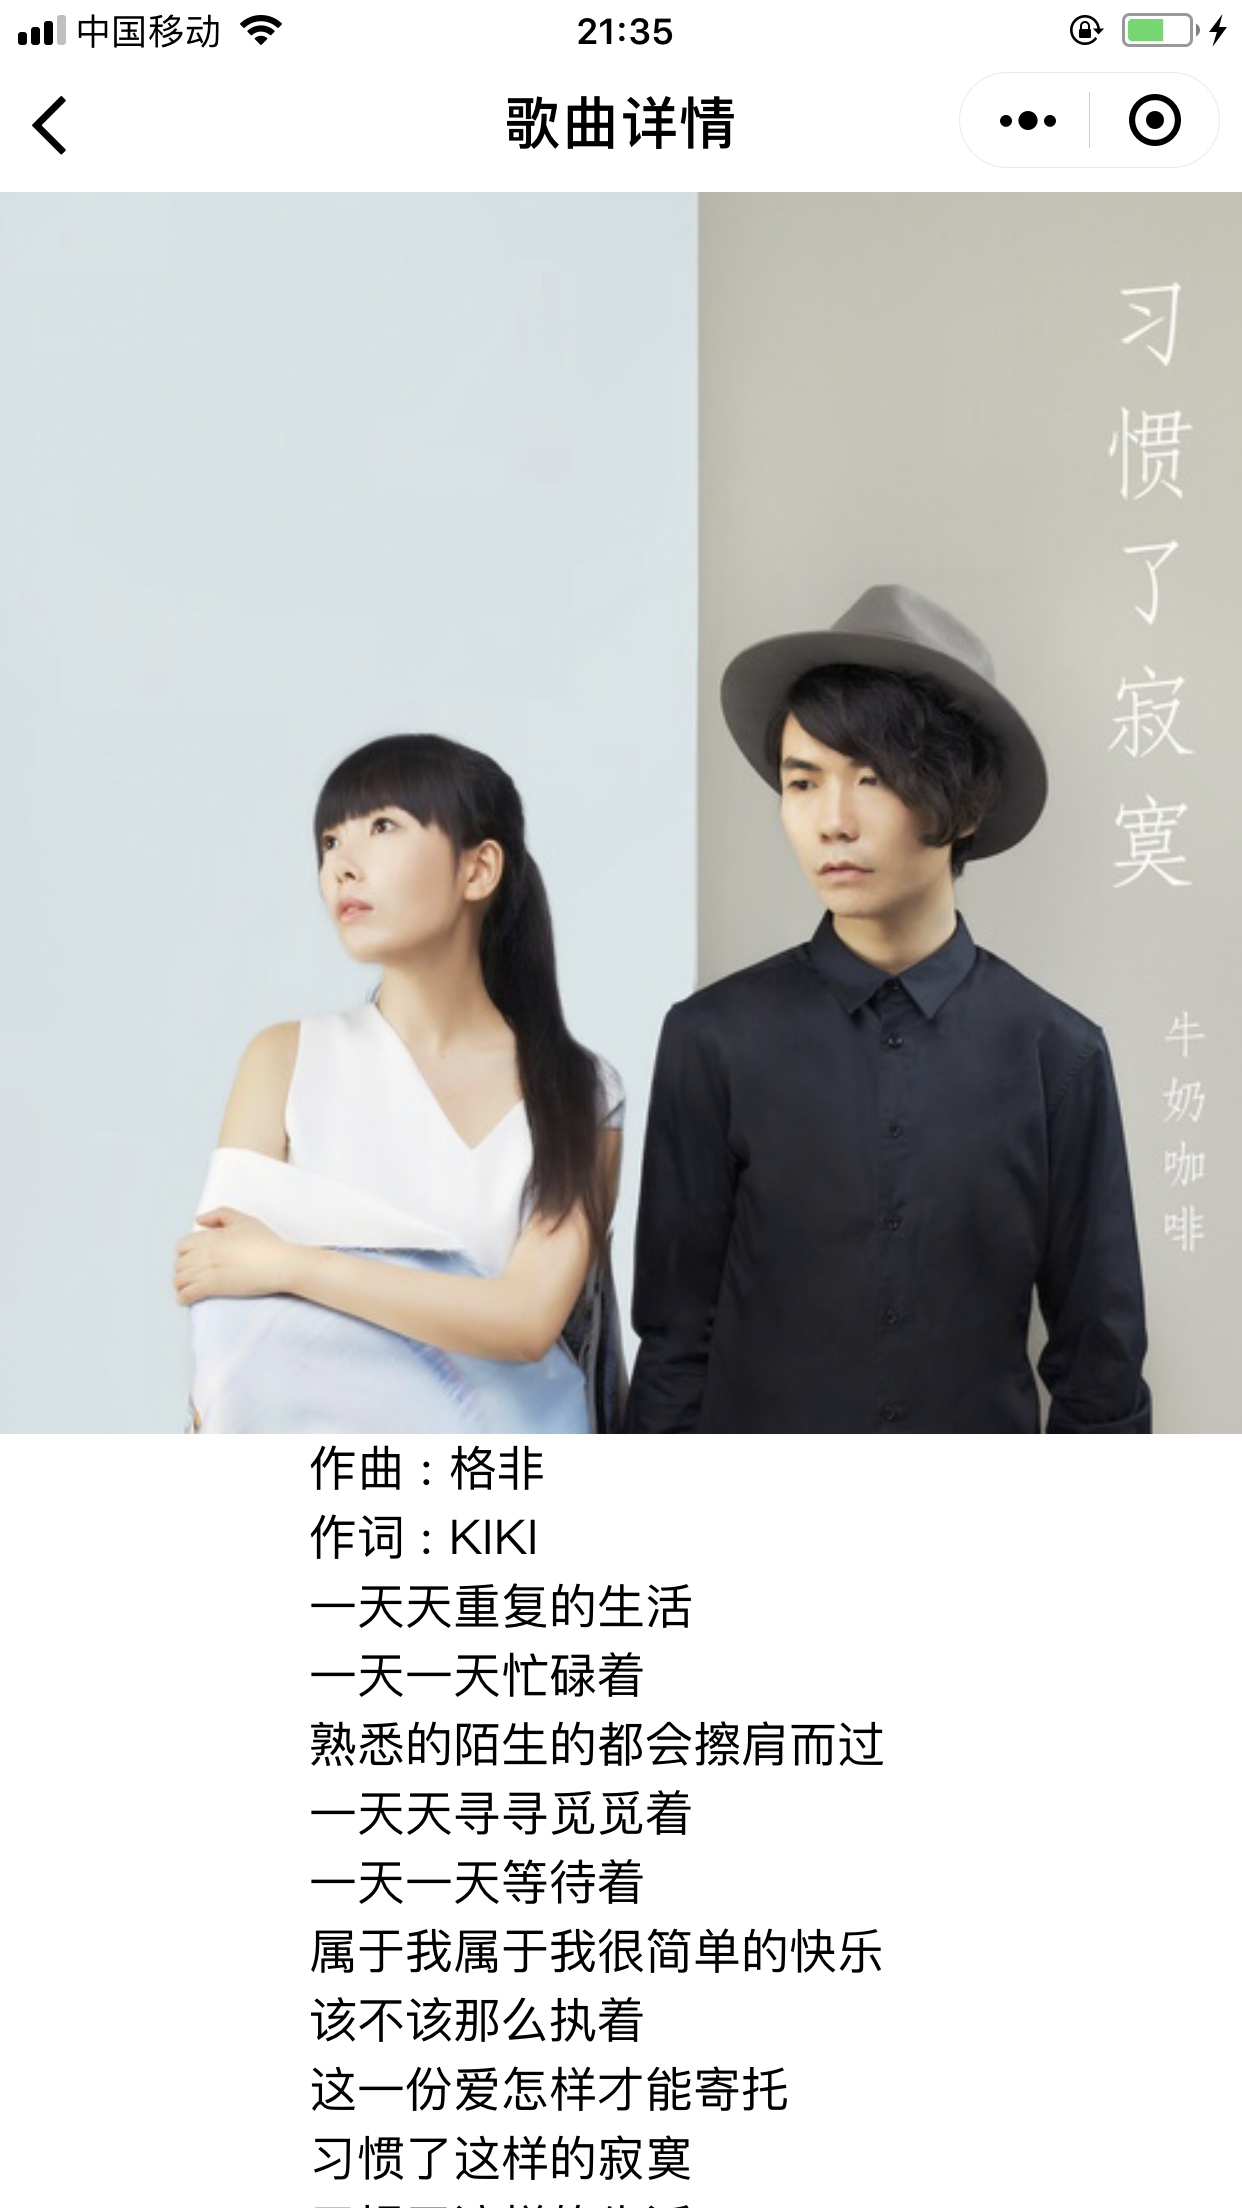 中国移动
21:35
歌曲详情
习惯了寂寞
牛奶咖啡
作曲 : 格非
作词 : KIKI
一天天重复的生活
一天一天忙碌着
熟悉的陌生的都会擦肩而过
一天天寻寻觅觅着
一天一天等待着
属于我属于我很简单的快乐
该不该那么执着
这一份爱怎样才能寄托
习惯了这样的寂寞